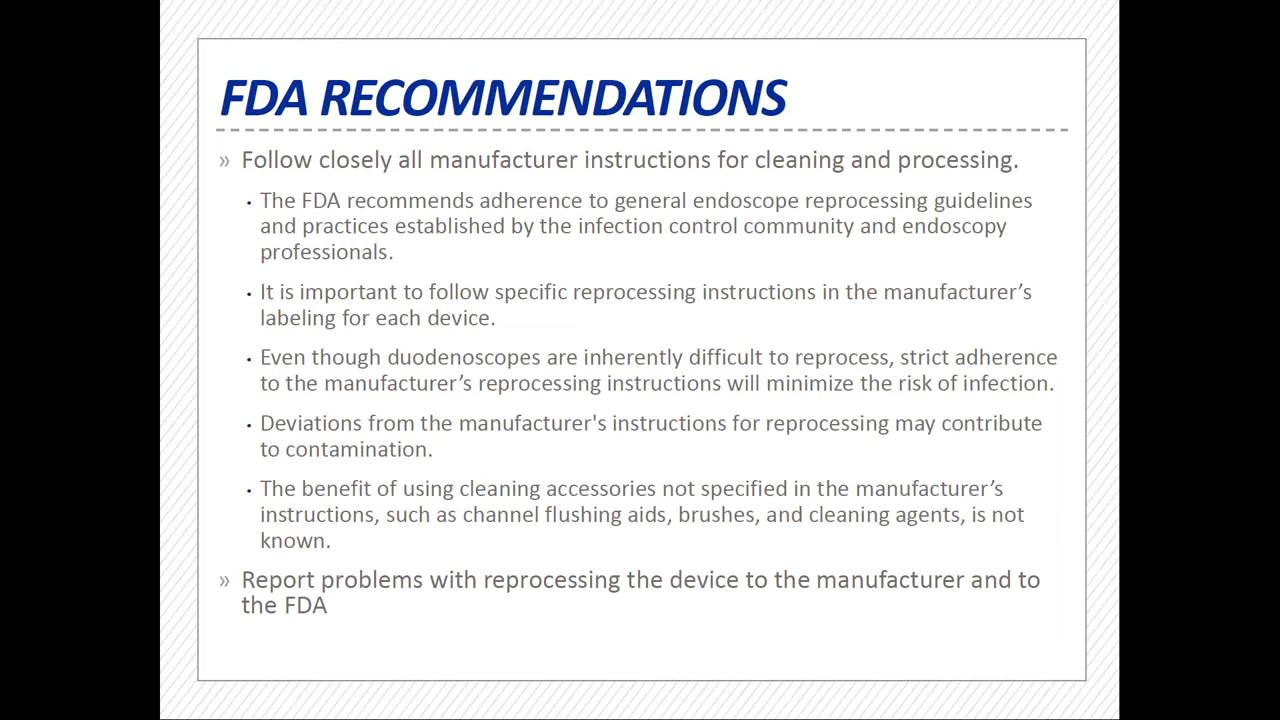 FDA RECOMMENDATIONS
» Follow closely all manufacturer instructions for cleaning and processing.
• The FDA recommends adherence to general endoscope reprocessing guidelines
and practices established by the infection control community and endoscopy
professionals.
• It is important to follow specific reprocessing instructions in the manufacturer’s
labeling for each device.
• Even though duodenoscopes are inherently difficult to reprocess, strict adherence
to the manufacturer’s reprocessing instructions will minimize the risk of infection.
• Deviations from the manufacturer's instructions for reprocessing may contribute
to contamination.
• The benefit of using cleaning accessories not specified in the manufacturer’s
instructions, such as channel flushing aids, brushes, and cleaning agents, is not
known.
» Report problems with reprocessing the device to the manufacturer and to
the FDA